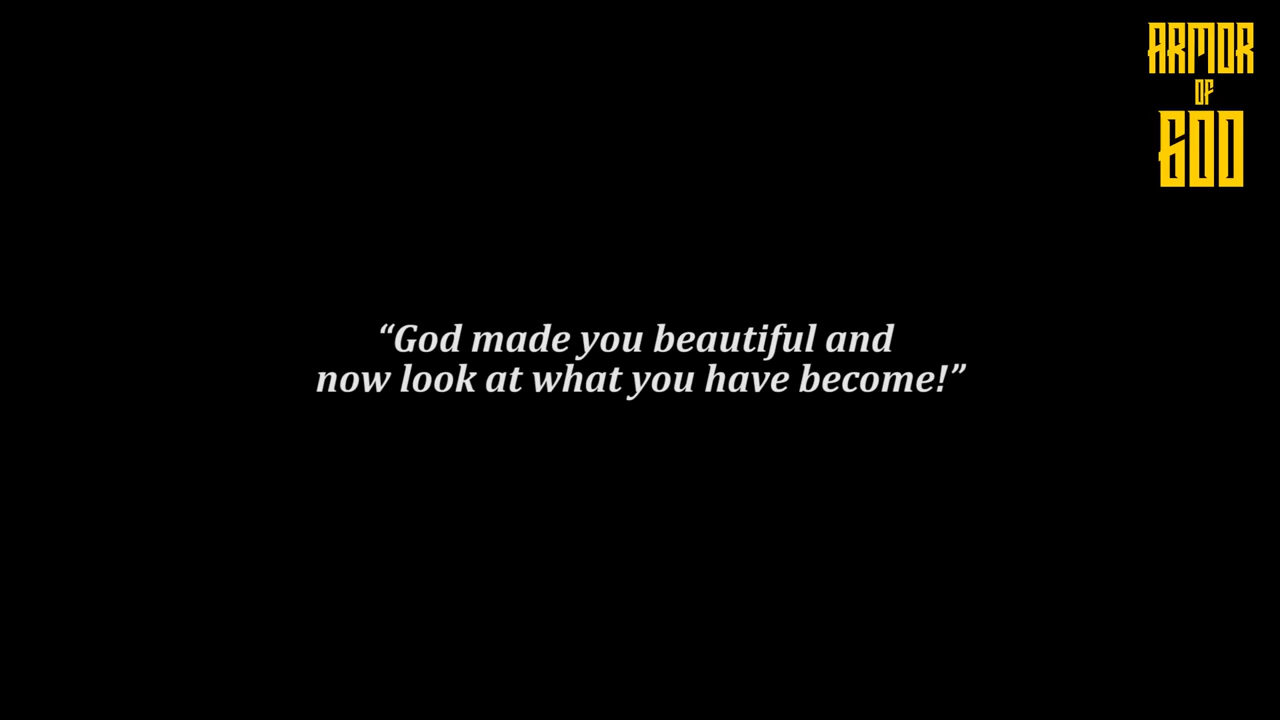 ARMOR
OF
GOD
“God made you beautiful and
now look at what you have become!”